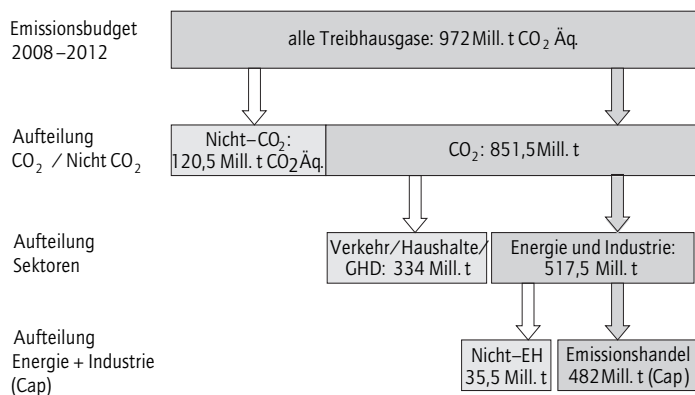 Emissionsbudget
2008–2012
alle Treibhausgase: 972 Mill. t CO₂ Äq.
Aufteilung
CO₂ / Nicht CO₂
Nicht–CO₂:
120,5 Mill. t CO₂ Äq.
CO₂: 851,5 Mill. t
Aufteilung
Sektoren
Verkehr/Haushalte/
GHD: 334 Mill. t
Energie und Industrie:
517,5 Mill. t
Aufteilung
Energie + Industrie
(Cap)
Nicht–EH
35,5 Mill. t
Emissionshandel
482 Mill. t (Cap)